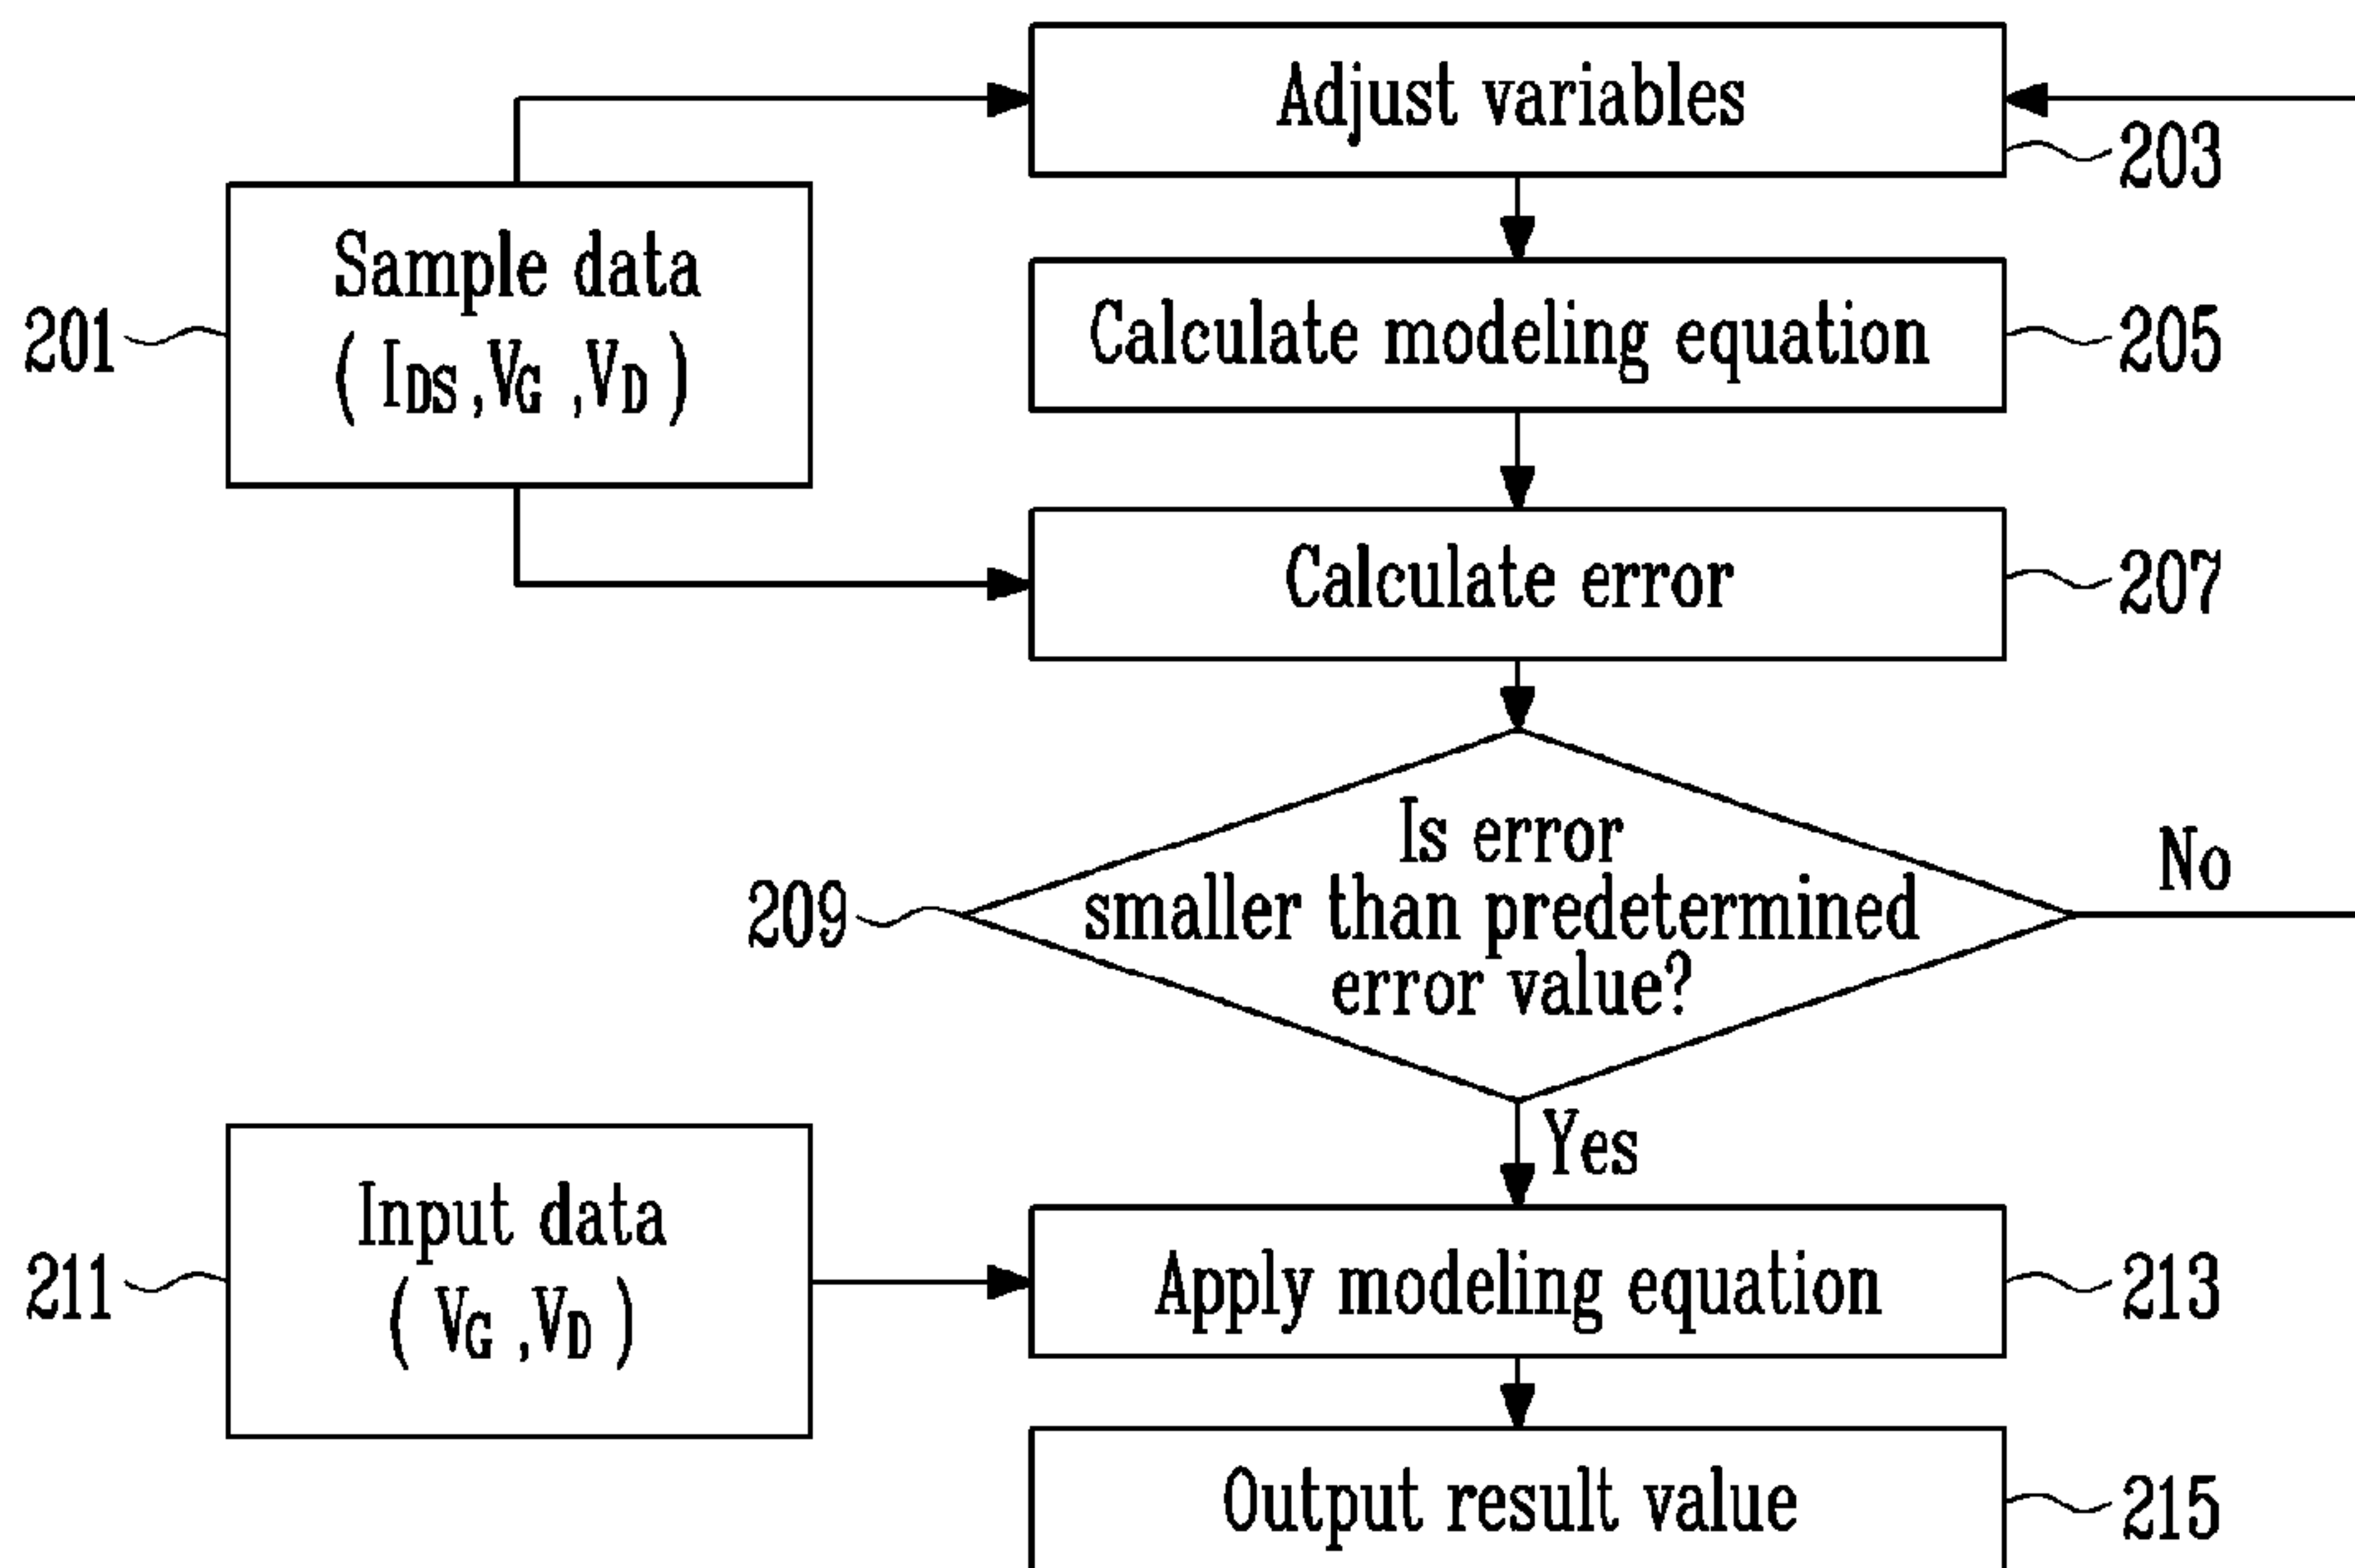 Adjust variables
203
Sample data
( IDS,VG ,VD )
201
Calculate modeling equation
205
Calculate error
207
Is error
smaller than predetermined
error value?
209
No
Yes
Input data
( VG ,VD )
211
Apply modeling equation
213
Output result value
215